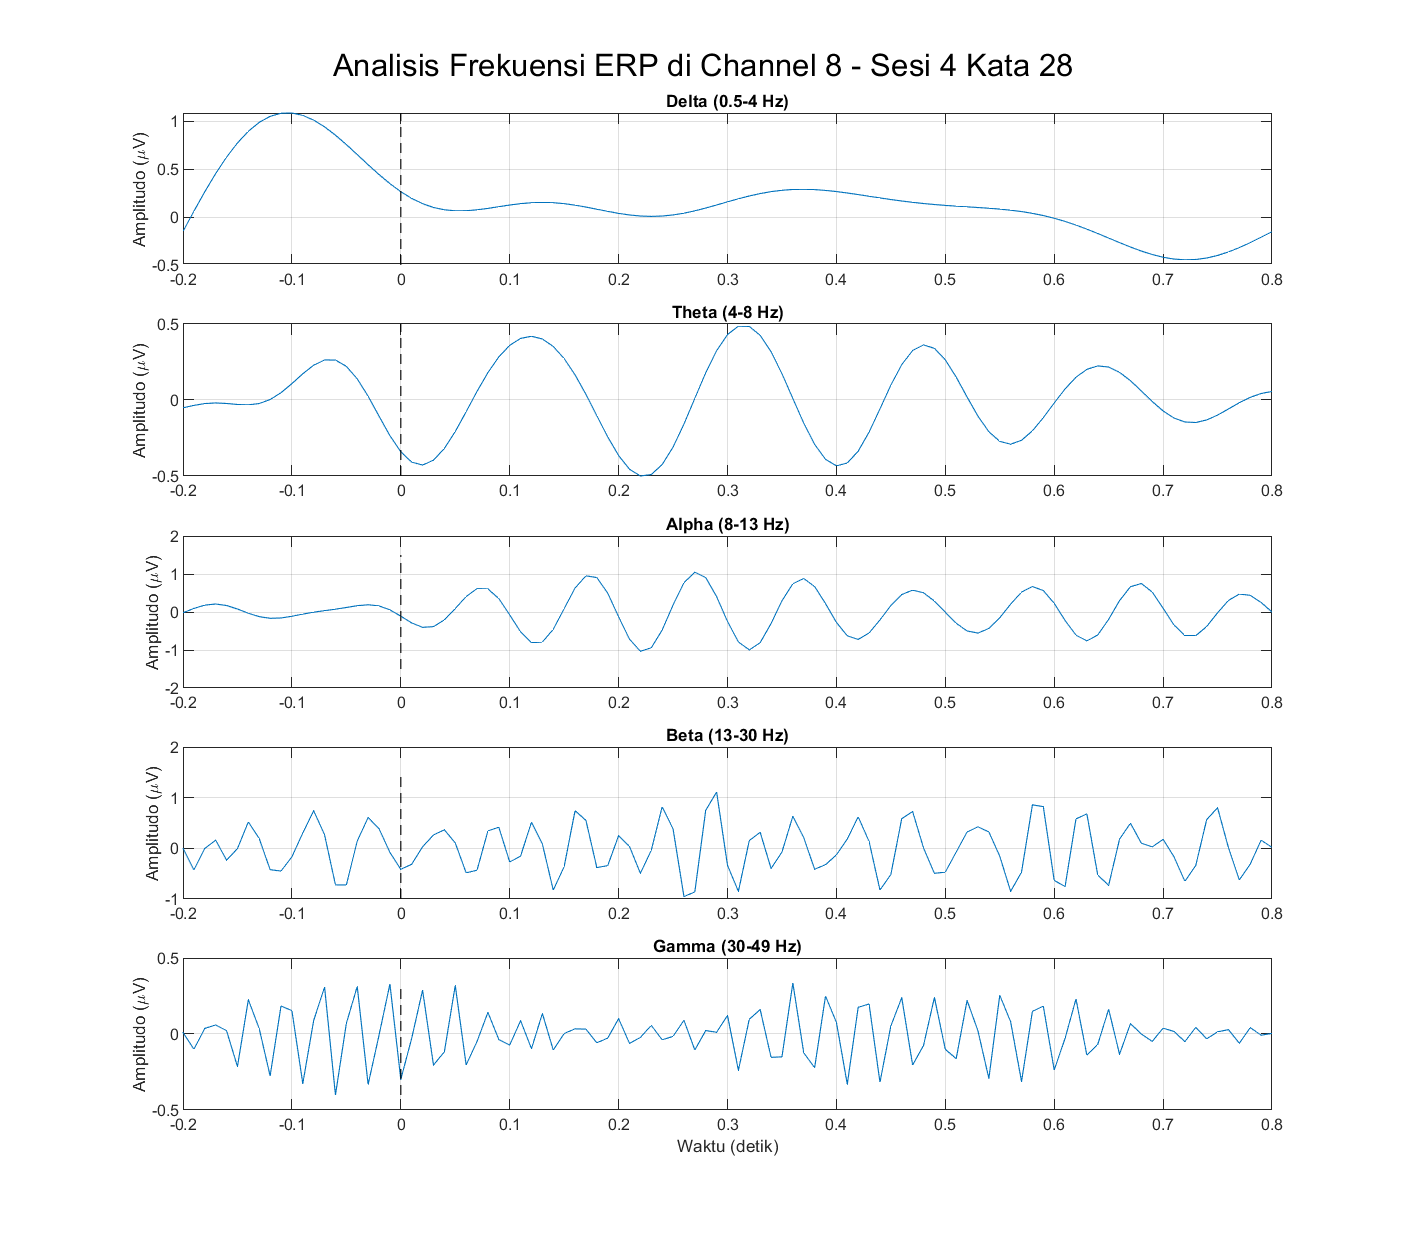 Analisis Frekuensi ERP di Channel 8 - Sesi 4 Kata 28
Delta (0.5-4 Hz)
Amplitudo (μV)
1
0.5
0
-0.5
-0.2 -0.1 0 0.1 0.2 0.3 0.4 0.5 0.6 0.7 0.8
Theta (4-8 Hz)
Amplitudo (μV)
0.5
0
-0.5
-0.2 -0.1 0 0.1 0.2 0.3 0.4 0.5 0.6 0.7 0.8
Alpha (8-13 Hz)
Amplitudo (μV)
2
1
0
-1
-2
-0.2 -0.1 0 0.1 0.2 0.3 0.4 0.5 0.6 0.7 0.8
Beta (13-30 Hz)
Amplitudo (μV)
2
1
0
-1
-0.2 -0.1 0 0.1 0.2 0.3 0.4 0.5 0.6 0.7 0.8
Gamma (30-49 Hz)
Amplitudo (μV)
0.5
0
-0.5
-0.2 -0.1 0 0.1 0.2 0.3 0.4 0.5 0.6 0.7 0.8
Waktu (detik)